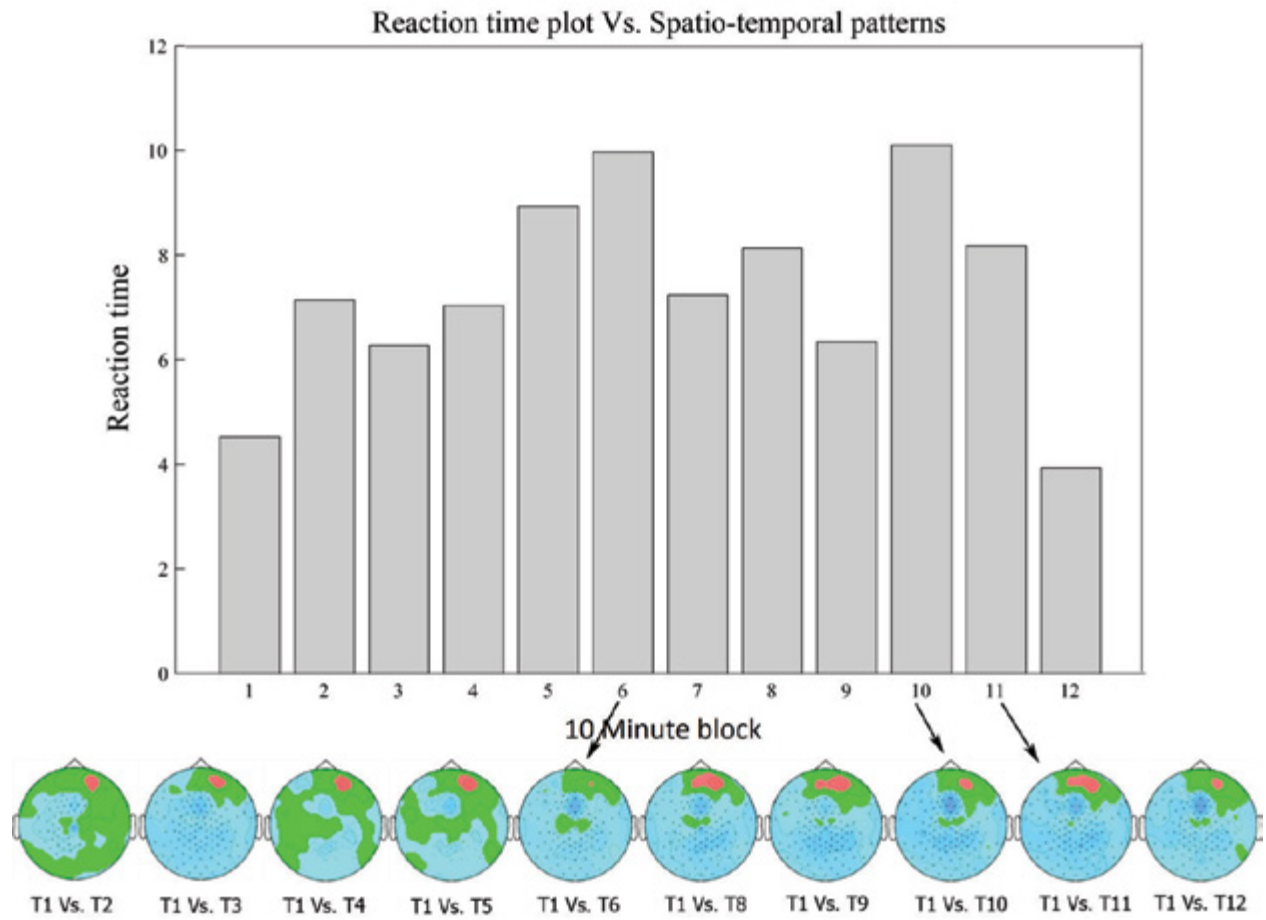 Reaction time plot Vs. Spatio-temporal patterns
12
10
8
6
4
2
0
Reaction time
1 2 3 4 5 6 7 8 9 10 11 12
10 Minute block
T1 Vs. T2 T1 Vs. T3 T1 Vs. T4 T1 Vs. T5 T1 Vs. T6 T1 Vs. T8 T1 Vs. T9 T1 Vs. T10 T1 Vs. T11 T1 Vs. T12